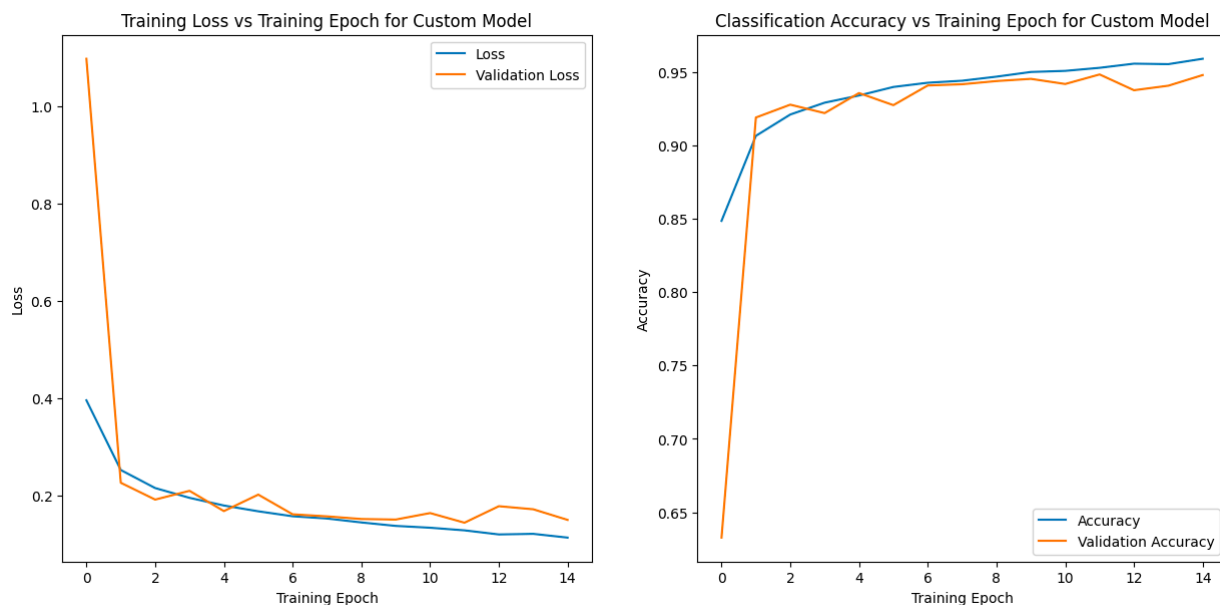 Training Loss vs Training Epoch for Custom Model
Loss
Validation Loss
1.0
0.8
0.6
0.4
0.2
Loss
0 2 4 6 8 10 12 14
Training Epoch
Classification Accuracy vs Training Epoch for Custom Model
0.95
0.90
0.85
0.80
0.75
0.70
0.65
Accuracy
Accuracy
Validation Accuracy
0 2 4 6 8 10 12 14
Training Epoch